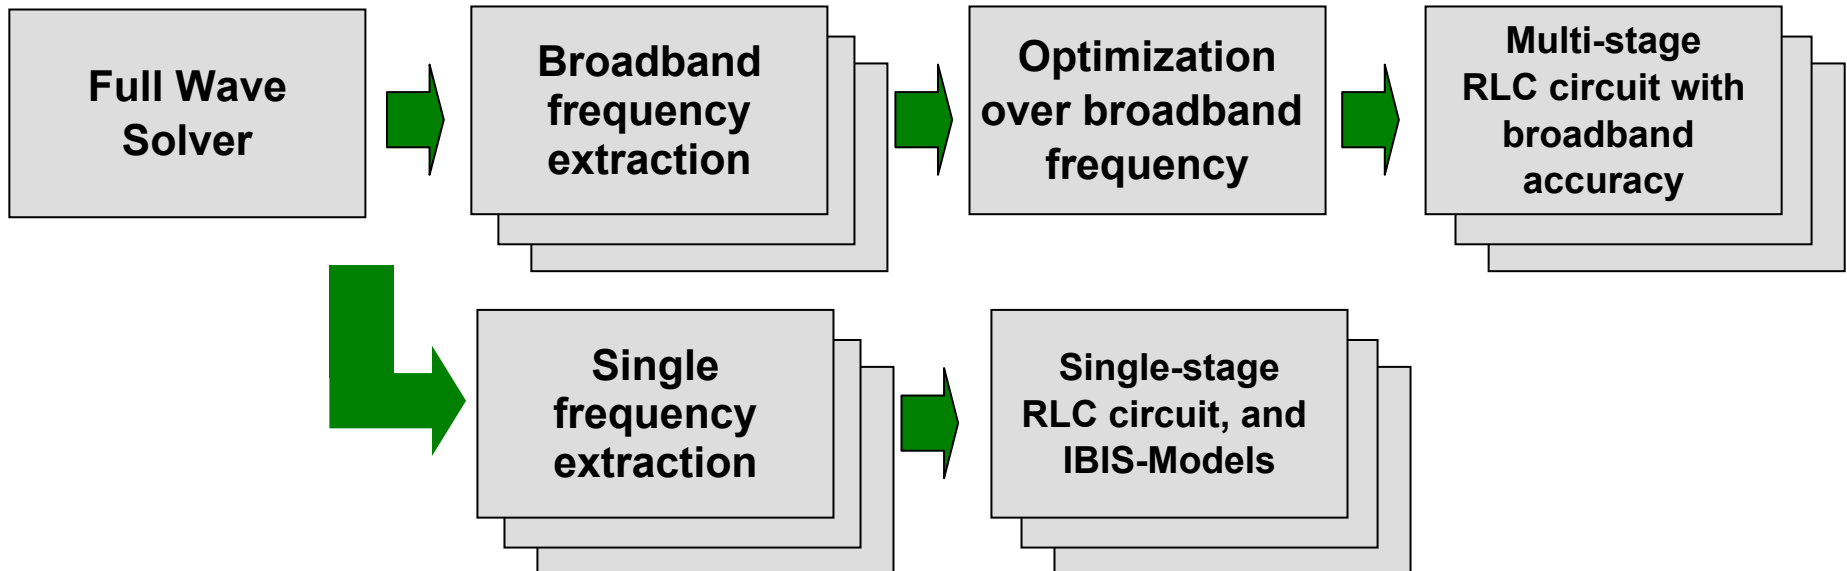 Full Wave
Solver
Broadband
frequency
extraction
Optimization
over broadband
frequency
Multi-stage
RLC circuit with
broadband
accuracy
Single
frequency
extraction
Single-stage
RLC circuit, and
IBIS-Models